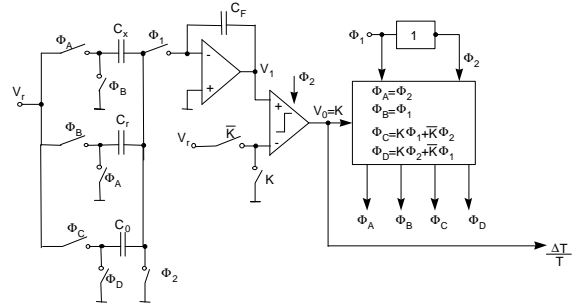 Φ_A
C_x
Φ_1
C_F
Φ_B
V_r
-
+
V_1
Φ_2
Φ_B
C_r
Φ_A
V_r
K̅
K
+
-
V_0=K
Φ_1
1
Φ_2
Φ_A=Φ_2
Φ_B=Φ_1
Φ_C=KΦ_1+K̅Φ_2
Φ_D=KΦ_2+K̅Φ_1
Φ_A Φ_B Φ_C Φ_D
Φ_C
C_0
Φ_D
Φ_2
ΔT
T